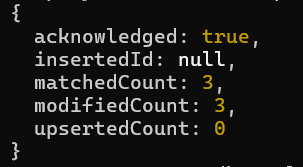 {
  acknowledged: true,
  insertedId: null,
  matchedCount: 3,
  modifiedCount: 3,
  upsertedCount: 0
}